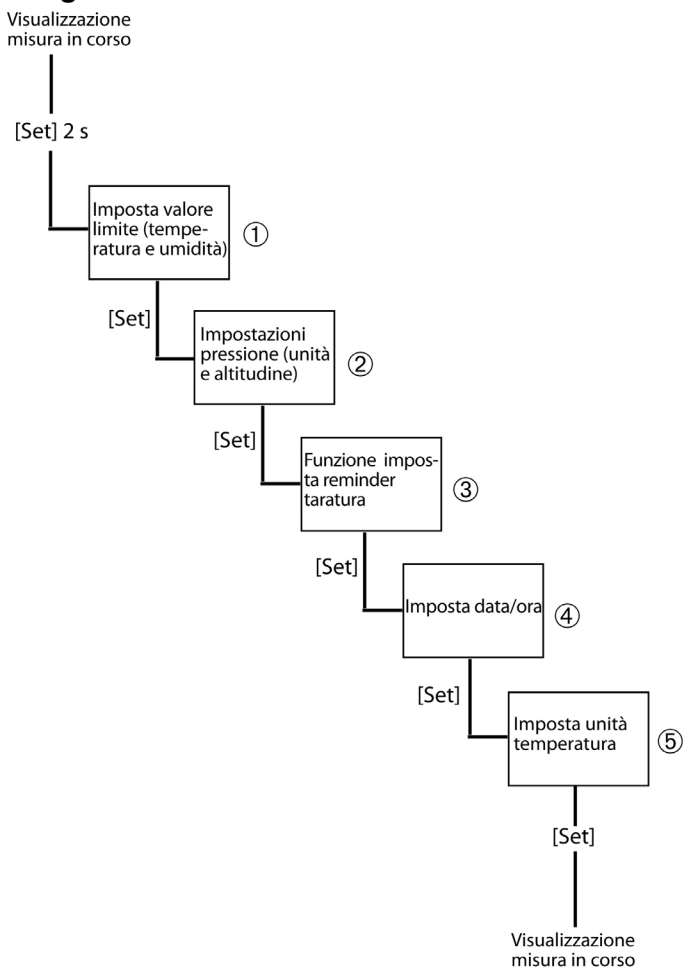 Visualizzazione
misura in corso
[Set] 2 s
Imposta valore
limite (tempe-
ratura e umidità)
①
[Set]
Impostazioni
pressione (unità
e altitudine)
②
[Set]
Funzione impos-
ta reminder
taratura
③
[Set]
Imposta data/ora
④
[Set]
Imposta unità
temperatura
⑤
[Set]
Visualizzazione
misura in corso